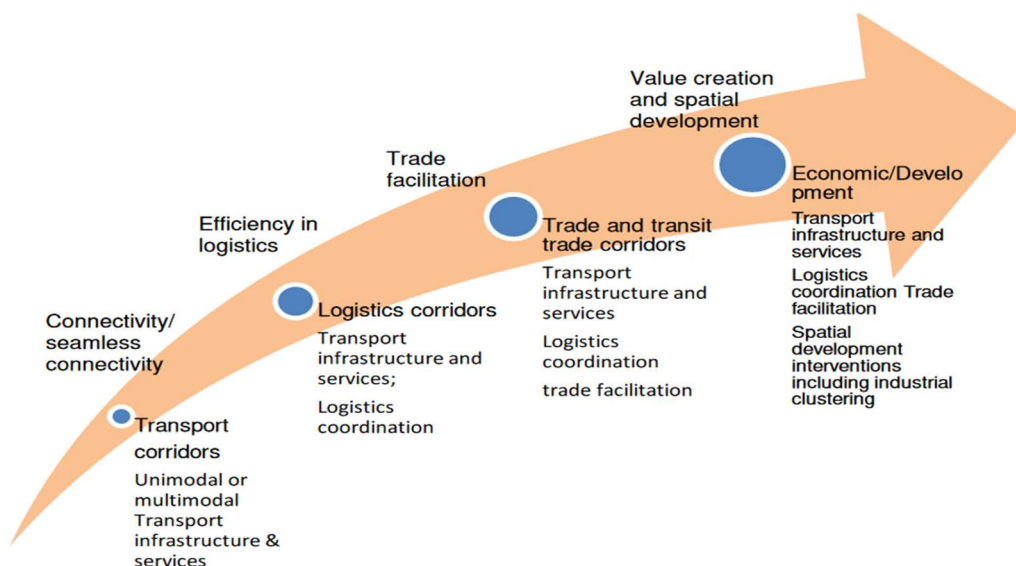 Connectivity/
seamless
connectivity
Transport
corridors
Unimodal or
multimodal
Transport
infrastructure &
services
Efficiency in
logistics
Logistics corridors
Transport
infrastructure and
services;
Logistics
coordination
Trade
facilitation
Trade and transit
trade corridors
Transport
infrastructure and
services
Logistics
coordination
trade facilitation
Value creation
and spatial
development
Economic/Develo
pment
Transport
infrastructure and
services
Logistics
coordination Trade
facilitation
Spatial
development
interventions
including industrial
clustering